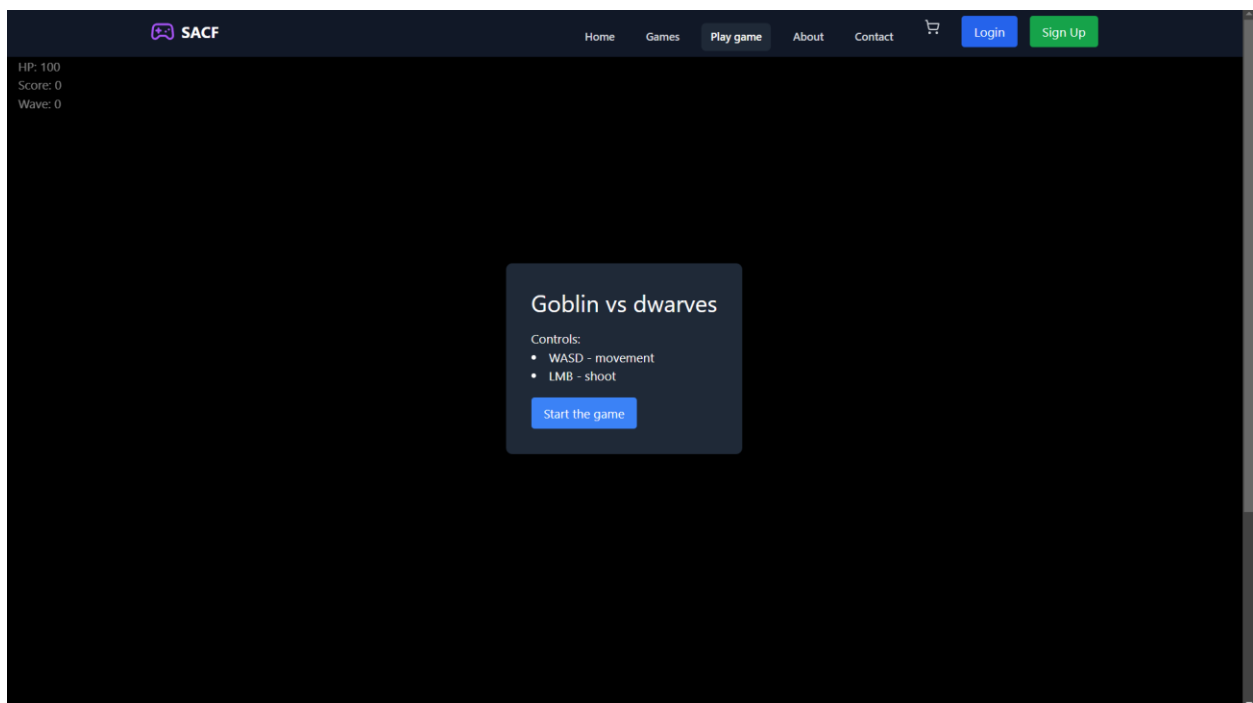 SACF
Home Games Play game About Contact Login Sign Up
HP: 100
Score: 0
Wave: 0
Goblin vs dwarves
Controls:
• WASD - movement
• LMB - shoot
Start the game